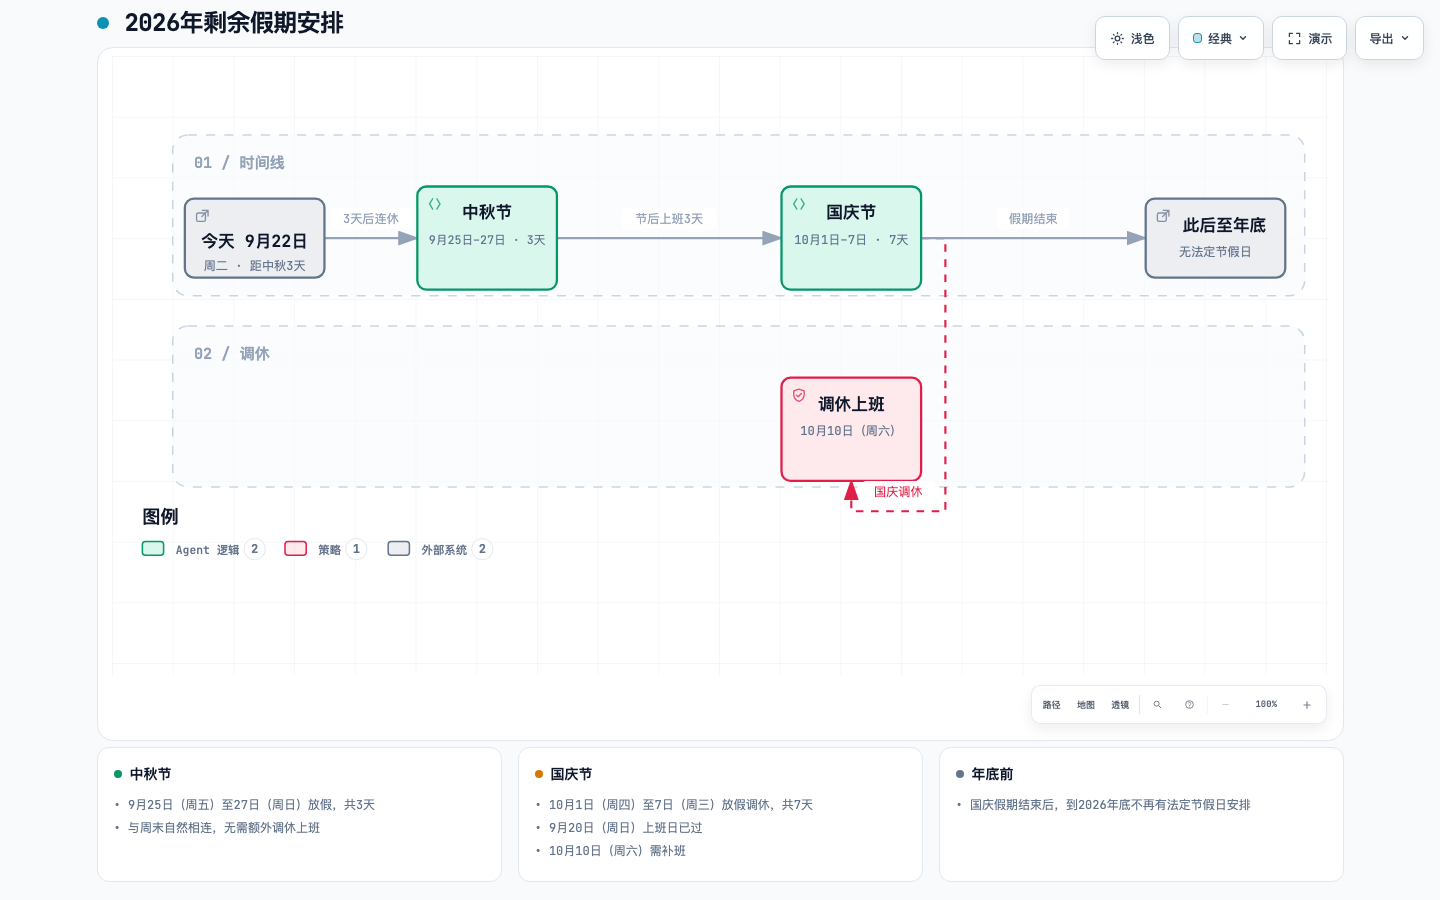 2026年剩余假期安排
浅色
经典
演示
导出
01 / 时间线
今天 9月22日
周二 · 距中秋3天
3天后连休
中秋节
9月25日-27日 · 3天
节后上班3天
国庆节
10月1日-7日 · 7天
假期结束
此后至年底
无法定节假日
02 / 调休
调休上班
10月10日（周六）
国庆调休
图例
Agent 逻辑 2
策略 1
外部系统 2
路径 地图 透镜 100%
中秋节
• 9月25日（周五）至27日（周日）放假，共3天
• 与周末自然相连，无需额外调休上班
国庆节
• 10月1日（周四）至7日（周三）放假调休，共7天
• 9月20日（周日）上班日已过
• 10月10日（周六）需补班
年底前
• 国庆假期结束后，到2026年底不再有法定节假日安排